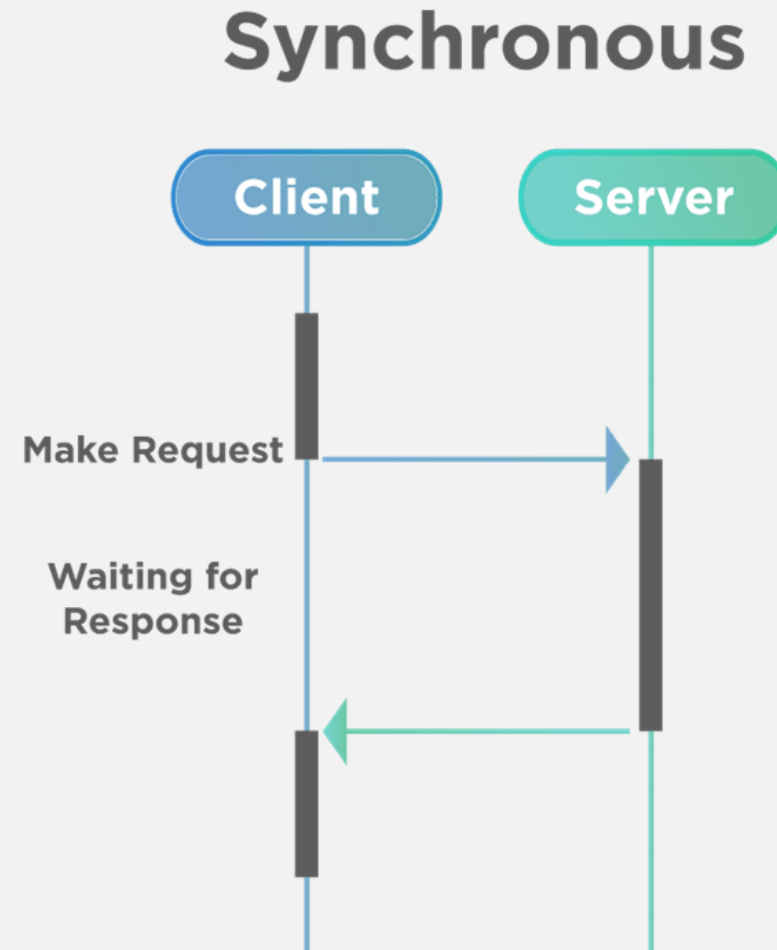 Synchronous
Client
Server
Make Request
Waiting for
Response